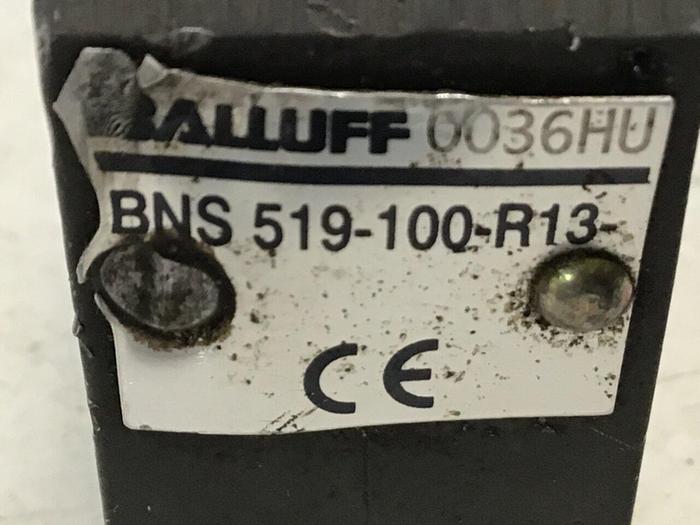 BALLUFF 0036HU
BNS 519-100-R13-
CE